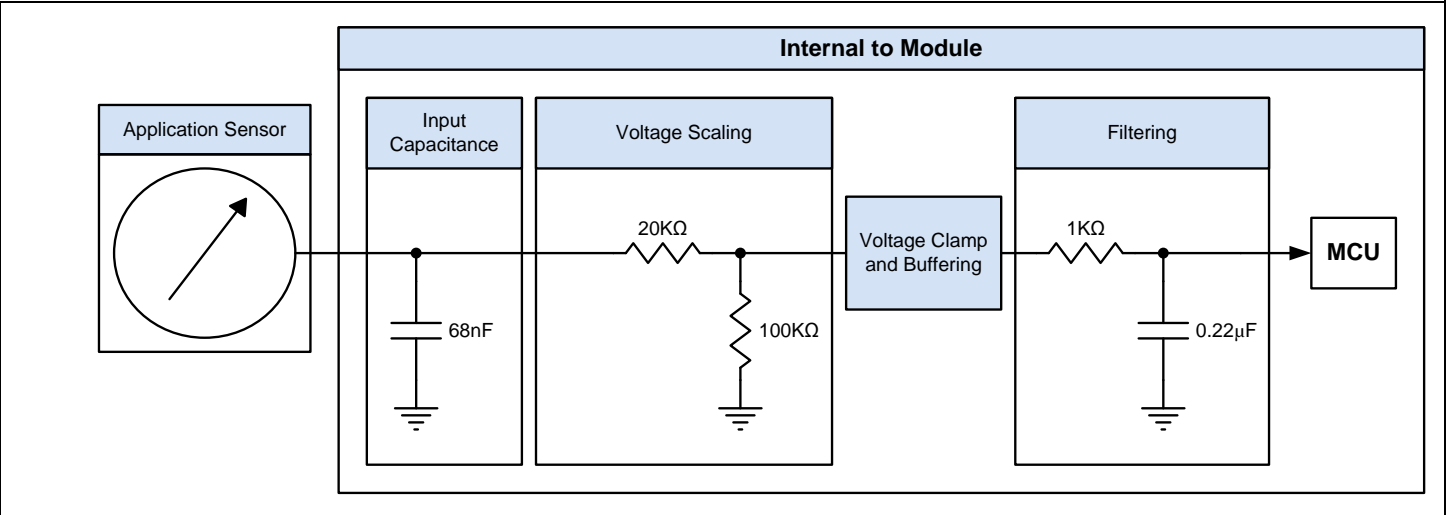 Internal to Module
Application Sensor
Input
Capacitance
Voltage Scaling
Filtering
20KΩ
Voltage Clamp
and Buffering
1KΩ
MCU
68nF
100KΩ
0.22µF